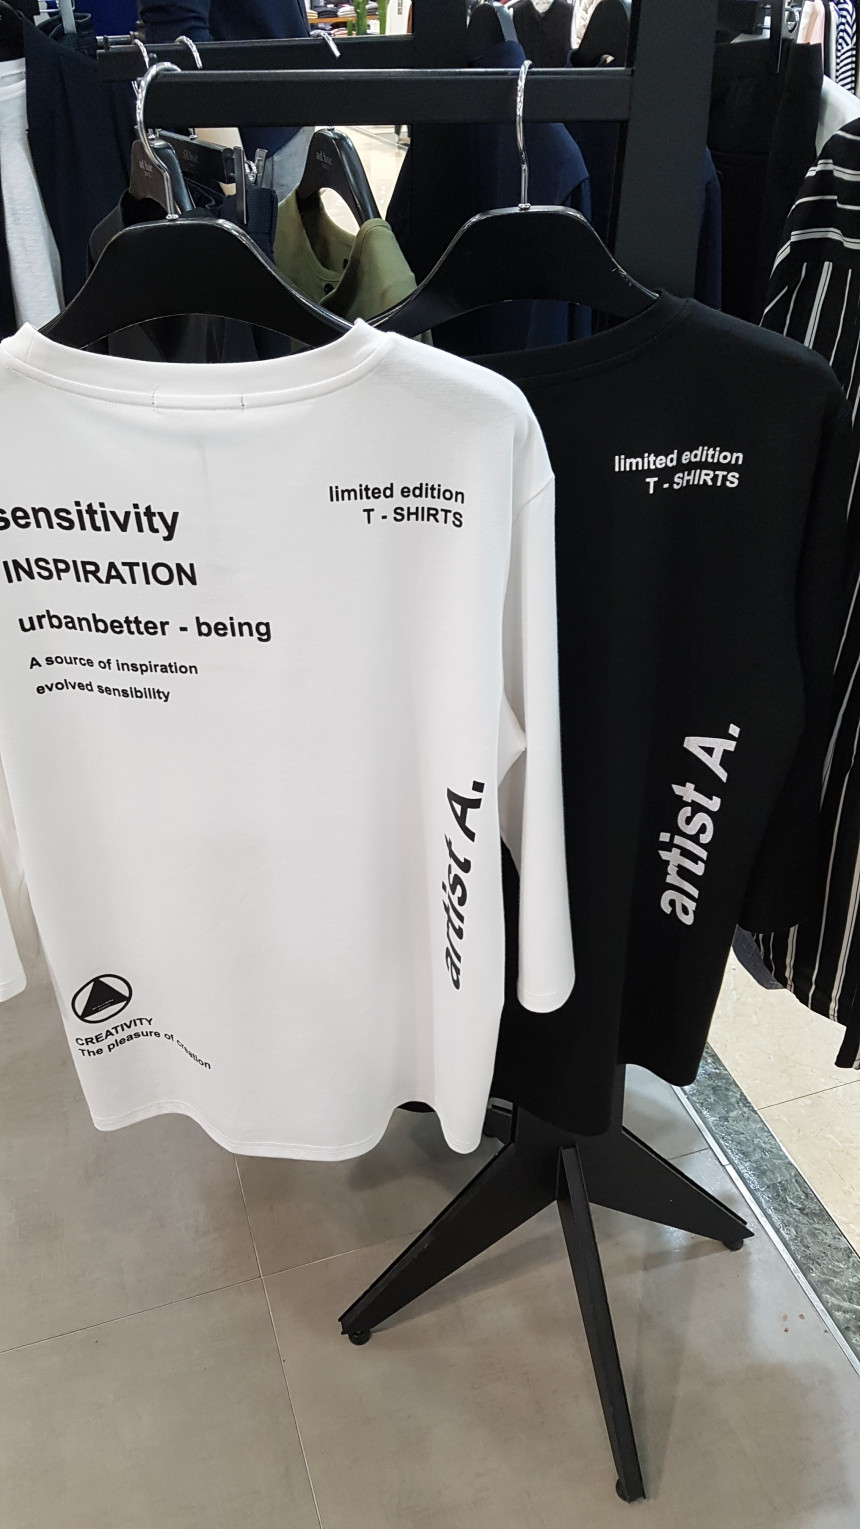 sensitivity
INSPIRATION
urbanbetter - being
A source of inspiration
evolved sensibility
limited edition
T - SHIRTS
artist A.
CREATIVITY
The pleasure of creation
limited edition
T - SHIRTS
artist A.